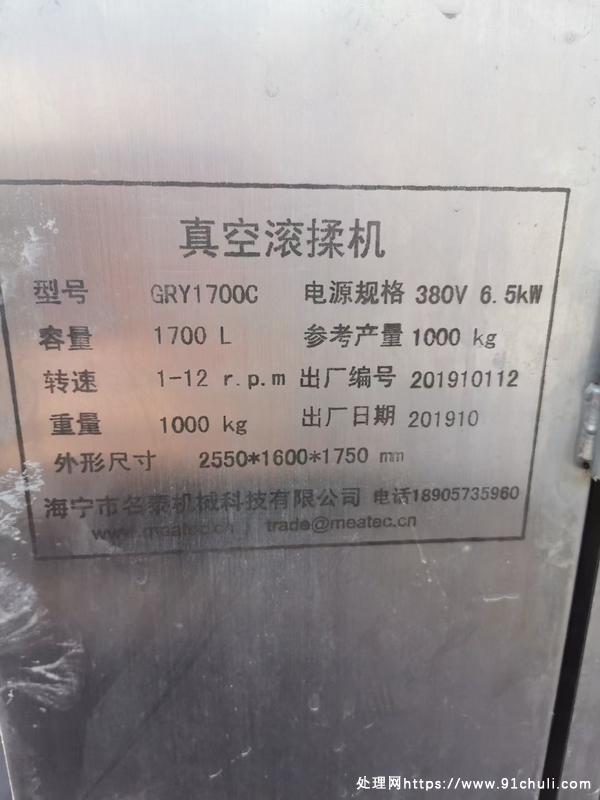 真空滚揉机
型号 GRY1700C 电源规格 380V 6.5kW
容量 1700 L 参考产量 1000 kg
转速 1-12 r.p.m 出厂编号 201910112
重量 1000 kg 出厂日期 201910
外形尺寸 2550*1600*1750 mm
海宁市名泰机械科技有限公司 电话18905735960
www.meatec.cn trade@meatec.cn
处理网https://www.91chuli.com